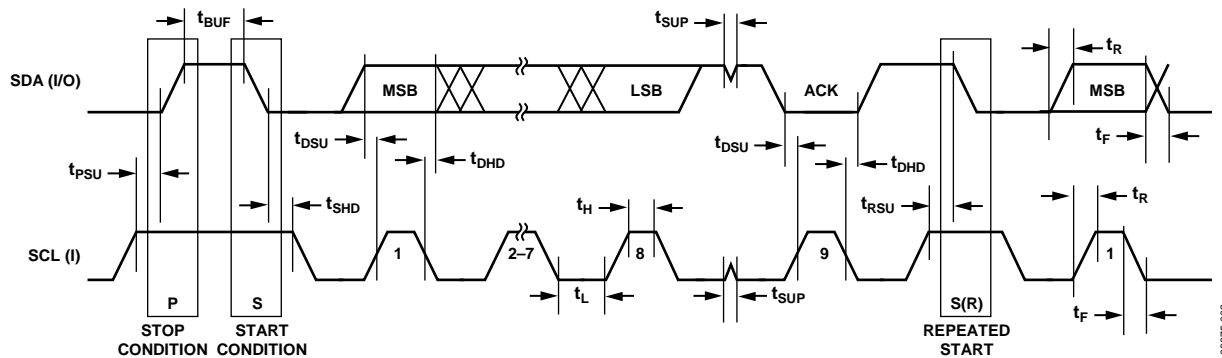 tBUF
tSUP
tR
SDA (I/O)
MSB
LSB
ACK
MSB
tDSU
tDHD
tDSU
tDHD
tF
tPSU
tSHD
tH
tRSU
tR
SCL (I)
1
2–7
8
9
1
P
S
tL
tSUP
S(R)
tF
STOP
CONDITION
START
CONDITION
REPEATED
START